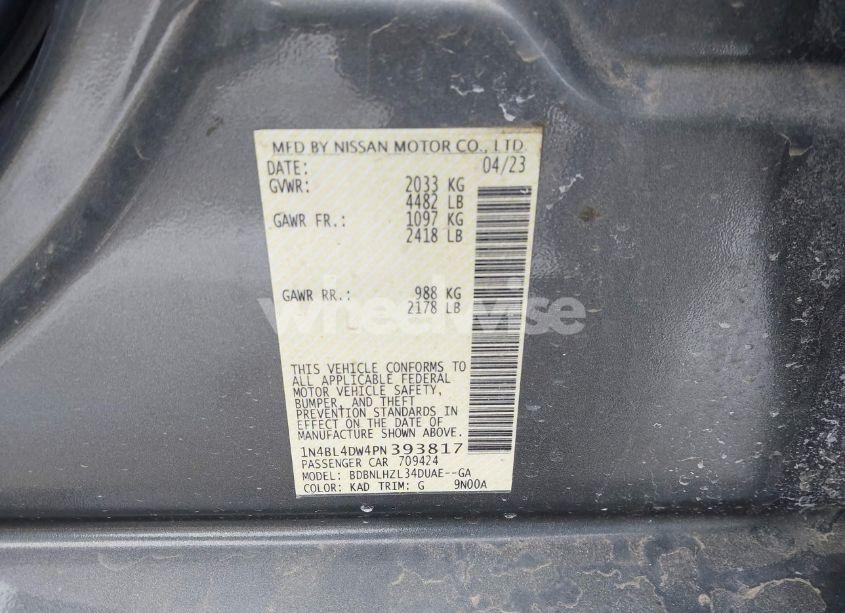 MFD BY NISSAN MOTOR CO., LTD.
DATE: 04/23
GVWR: 2033 KG
4482 LB
GAWR FR.: 1097 KG
2418 LB
GAWR RR.: 988 KG
2178 LB
wheelwise
THIS VEHICLE CONFORMS TO
ALL APPLICABLE FEDERAL
MOTOR VEHICLE SAFETY,
BUMPER, AND THEFT
PREVENTION STANDARDS IN
EFFECT ON THE DATE OF
MANUFACTURE SHOWN ABOVE.
1N4BL4DW4PN393817
PASSENGER CAR 709424
MODEL: BDBNLHZL34DUAE--GA
COLOR: KAD TRIM: G 9N00A